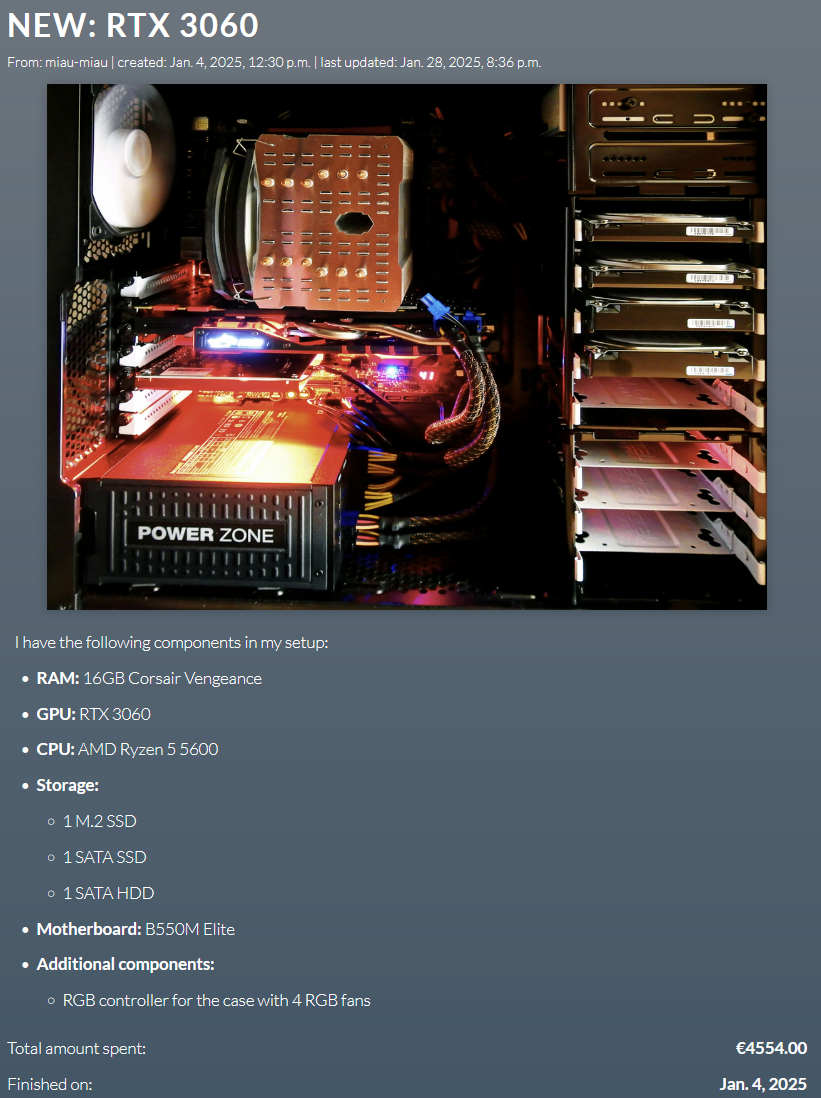 NEW: RTX 3060
From: miau-miau | created: Jan. 4, 2025, 12:30 p.m. | last updated: Jan. 28, 2025, 8:36 p.m.
41
POWER ZONE
I have the following components in my setup:
• RAM: 16GB Corsair Vengeance
• GPU: RTX 3060
• CPU: AMD Ryzen 5 5600
• Storage:
◦ 1 M.2 SSD
◦ 1 SATA SSD
◦ 1 SATA HDD
• Motherboard: B550M Elite
• Additional components:
◦ RGB controller for the case with 4 RGB fans
Total amount spent: €4554.00
Finished on: Jan. 4, 2025